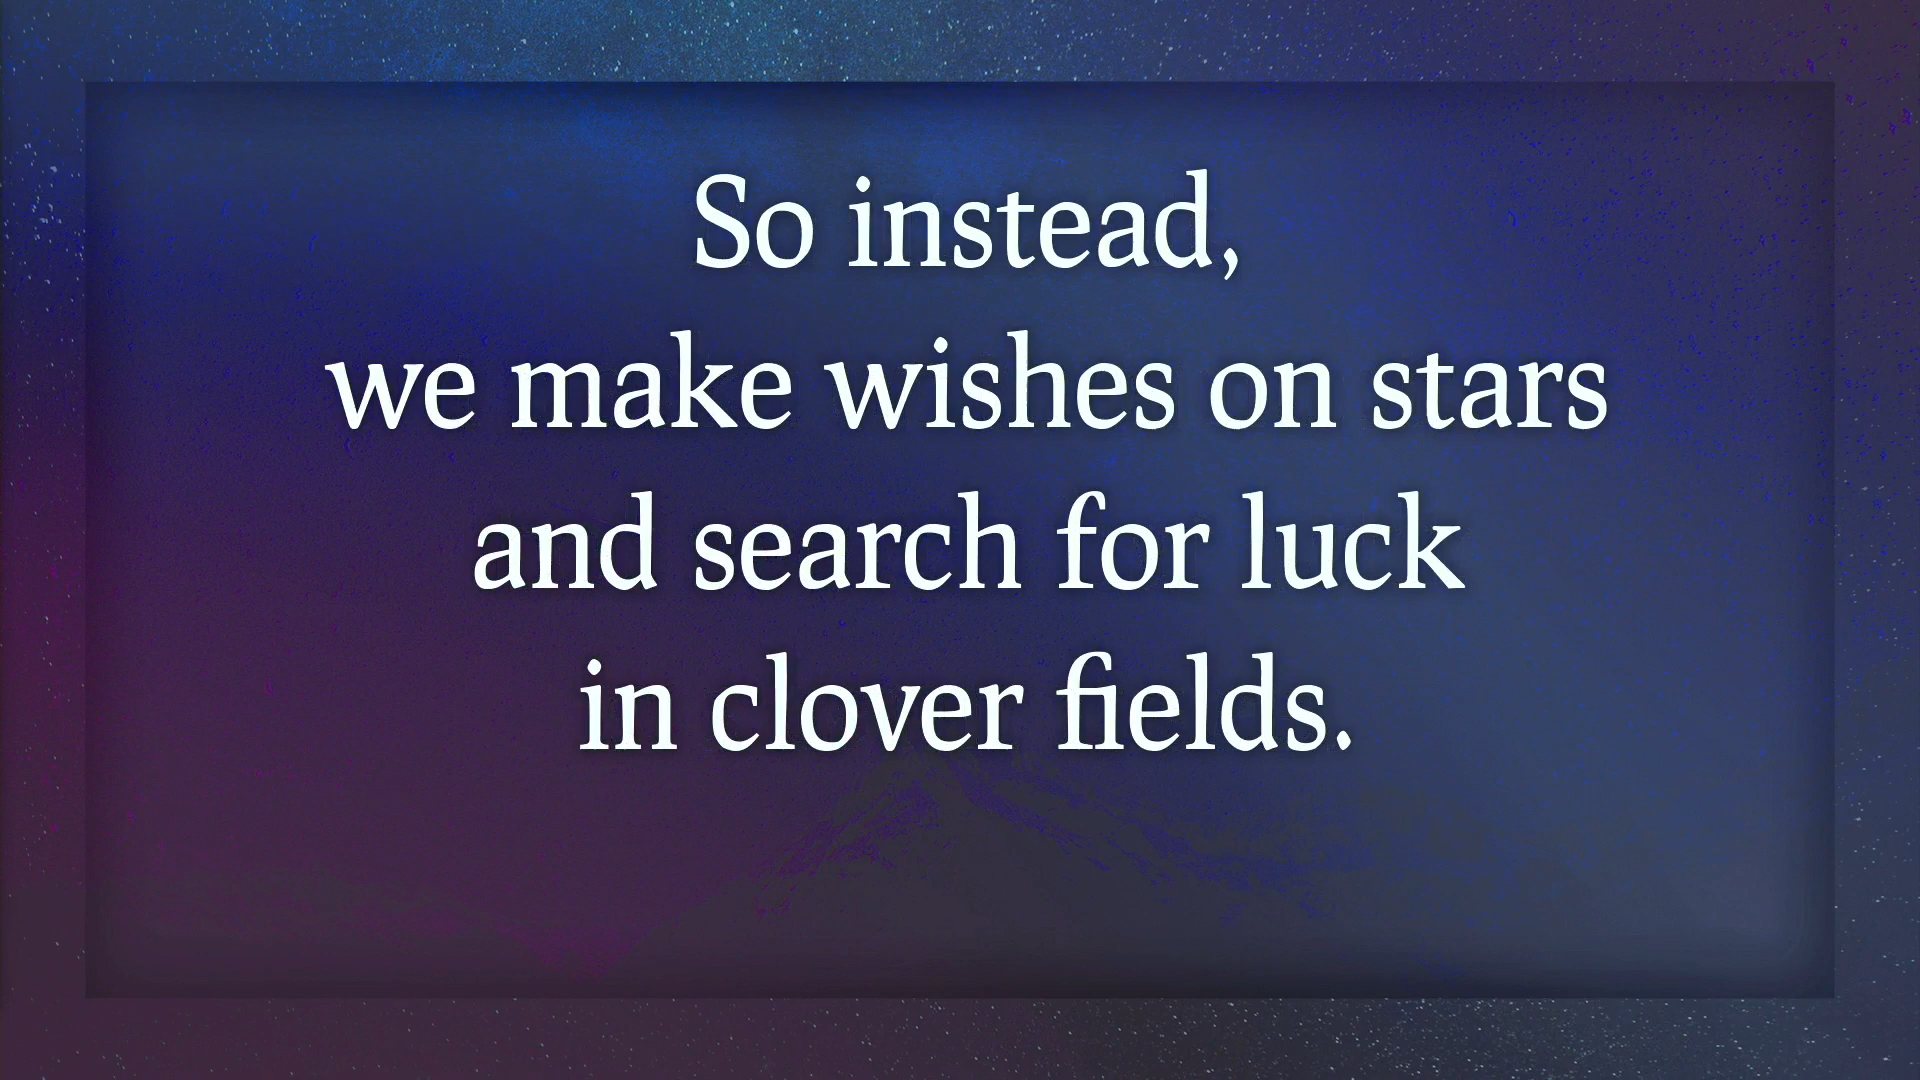 So instead,
we make wishes on stars
and search for luck
in clover fields.